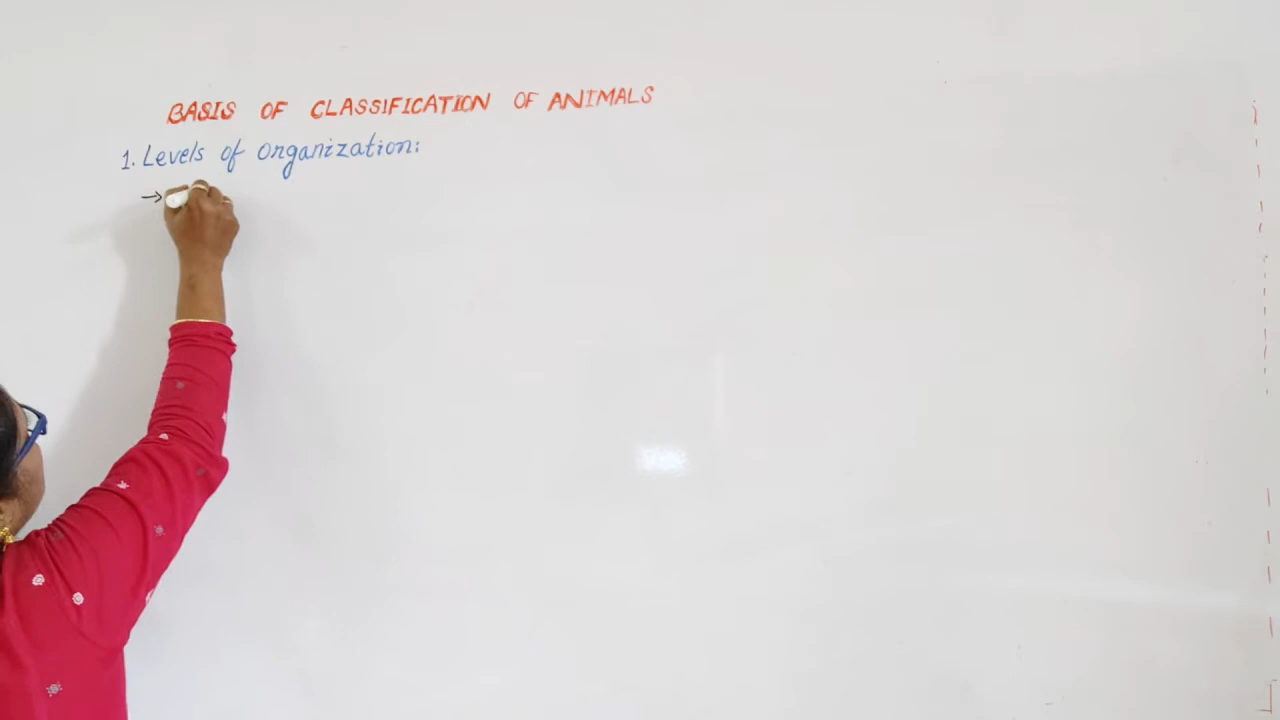 BASIS OF CLASSIFICATION OF ANIMALS
1. Levels of Organization:
→